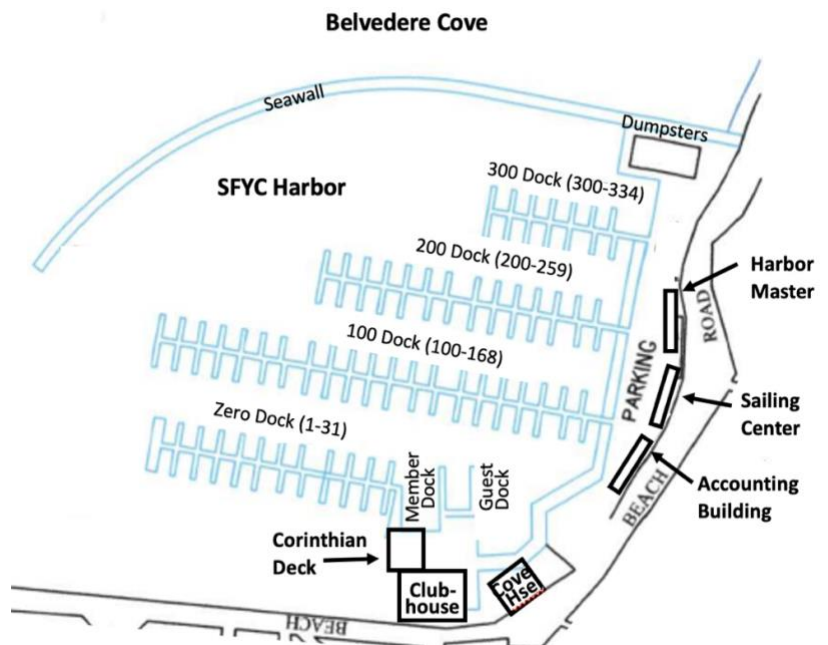 Belvedere Cove
Seawall
Dumpsters
300 Dock (300-334)
SFYC Harbor
200 Dock (200-259)
Harbor
Master
ROAD
100 Dock (100-168)
PARKING
Sailing
Center
Zero Dock (1-31)
Member
Dock
Guest
Dock
Accounting
Building
BEACH
Corinthian
Deck
Club-
house
Cove
Hse
BEACH